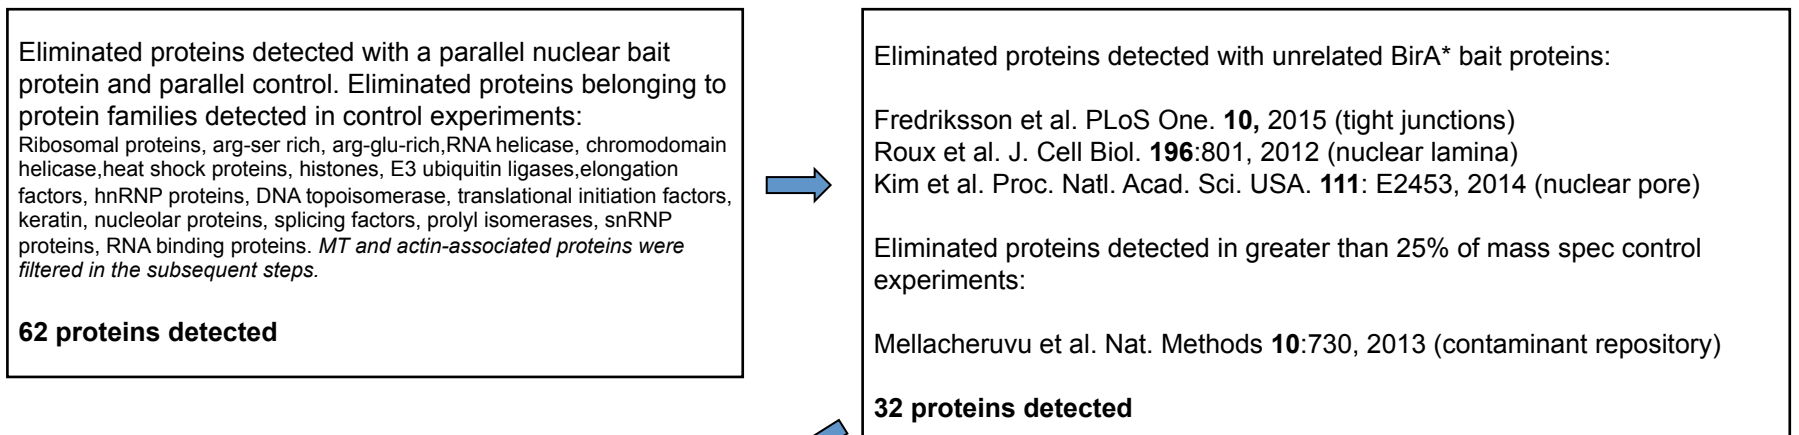 Eliminated proteins detected with a parallel nuclear bait
protein and parallel control. Eliminated proteins belonging to
protein families detected in control experiments:
Ribosomal proteins, arg-ser rich, arg-glu-rich,RNA helicase, chromodomain
helicase,heat shock proteins, histones, E3 ubiquitin ligases,elongation
factors, hnRNP proteins, DNA topoisomerase, translational initiation factors,
keratin, nucleolar proteins, splicing factors, prolyl isomerases, snRNP
proteins, RNA binding proteins. MT and actin-associated proteins were
filtered in the subsequent steps.
62 proteins detected
Eliminated proteins detected with unrelated BirA* bait proteins:
Fredriksson et al. PLoS One. 10, 2015 (tight junctions)
Roux et al. J. Cell Biol. 196:801, 2012 (nuclear lamina)
Kim et al. Proc. Natl. Acad. Sci. USA. 111: E2453, 2014 (nuclear pore)
Eliminated proteins detected in greater than 25% of mass spec control
experiments:
Mellacheruvu et al. Nat. Methods 10:730, 2013 (contaminant repository)
32 proteins detected